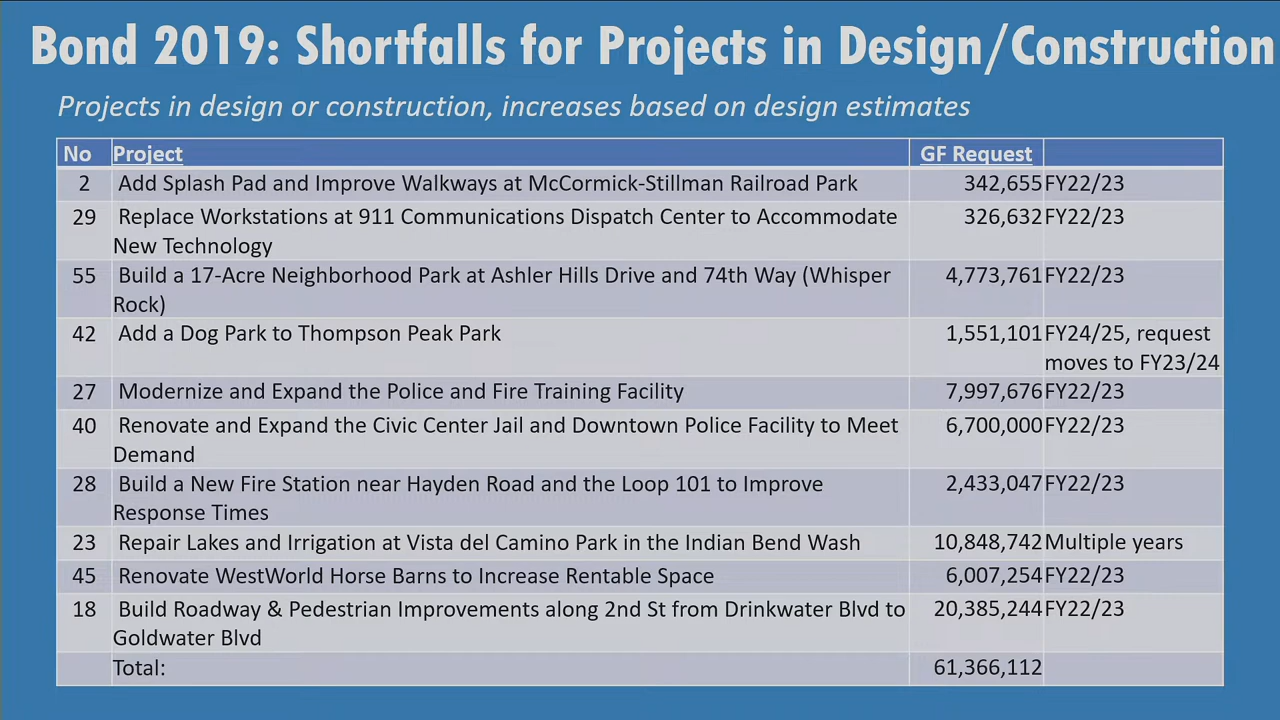 Bond 2019: Shortfalls for Projects in Design/Construction
Projects in design or construction, increases based on design estimates
No Project GF Request
2 Add Splash Pad and Improve Walkways at McCormick-Stillman Railroad Park 342,655 FY22/23
29 Replace Workstations at 911 Communications Dispatch Center to Accommodate 326,632 FY22/23
New Technology
55 Build a 17-Acre Neighborhood Park at Ashler Hills Drive and 74th Way (Whisper 4,773,761 FY22/23
Rock)
42 Add a Dog Park to Thompson Peak Park 1,551,101 FY24/25, request
moves to FY23/24
27 Modernize and Expand the Police and Fire Training Facility 7,997,676 FY22/23
40 Renovate and Expand the Civic Center Jail and Downtown Police Facility to Meet 6,700,000 FY22/23
Demand
28 Build a New Fire Station near Hayden Road and the Loop 101 to Improve 2,433,047 FY22/23
Response Times
23 Repair Lakes and Irrigation at Vista del Camino Park in the Indian Bend Wash 10,848,742 Multiple years
45 Renovate WestWorld Horse Barns to Increase Rentable Space 6,007,254 FY22/23
18 Build Roadway & Pedestrian Improvements along 2nd St from Drinkwater Blvd to 20,385,244 FY22/23
Goldwater Blvd
Total: 61,366,112